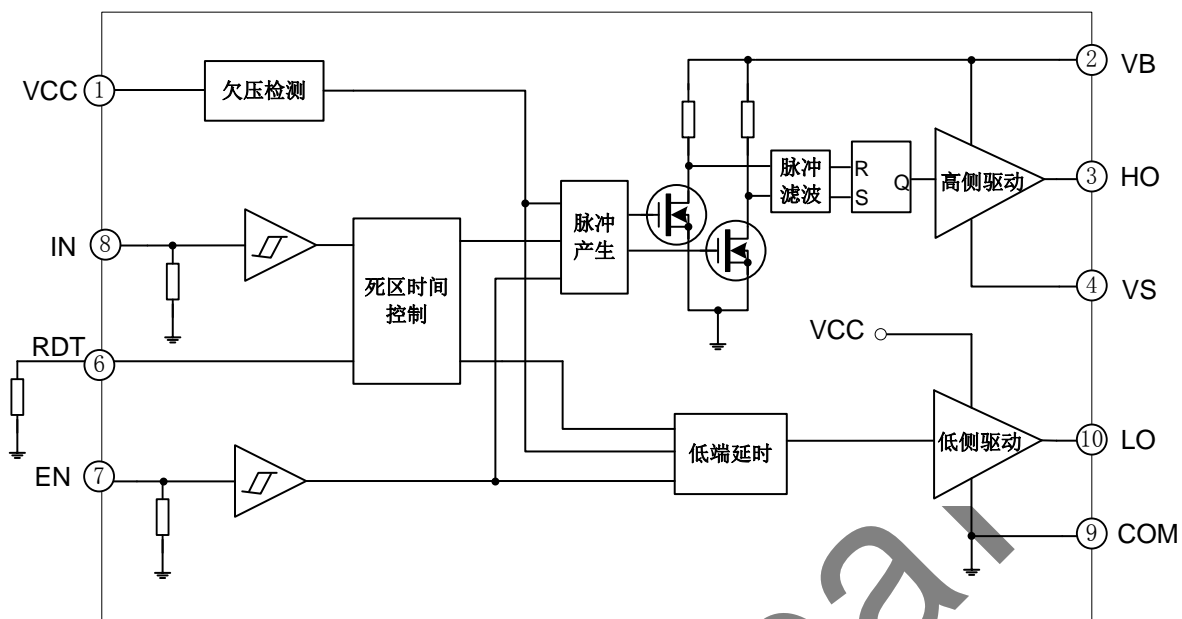 VCC
1
欠压检测
2
VB
脉冲
滤波
R
S
Q
高侧驱动
3
HO
IN
8
脉冲
产生
死区时间
控制
4
VS
RDT
6
VCC
EN
7
低端延时
低侧驱动
10
LO
9
COM